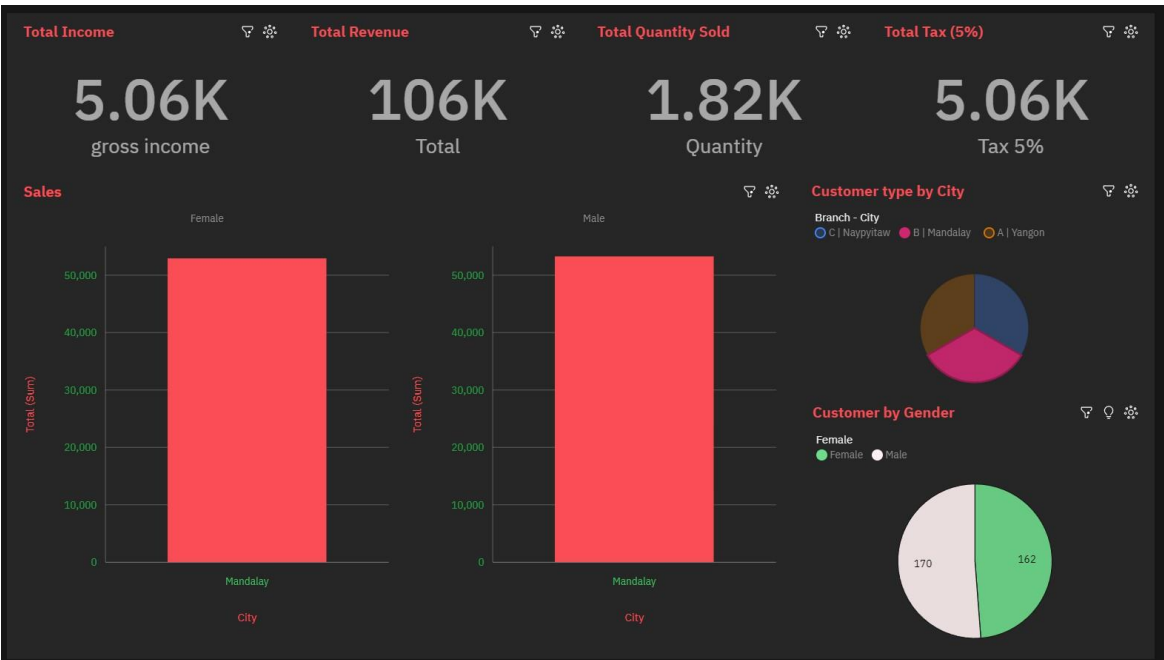 Total Income
Total Revenue
Total Quantity Sold
Total Tax (5%)
5.06K
106K
1.82K
5.06K
gross income
Total
Quantity
Tax 5%
Sales
Female
Male
Total (Sum)
50,000
40,000
30,000
20,000
10,000
0
Mandalay
City
Total (Sum)
50,000
40,000
30,000
20,000
10,000
0
Mandalay
City
Customer type by City
Branch - City
C | Naypyitaw B | Mandalay A | Yangon
Customer by Gender
Female
Female Male
170
162